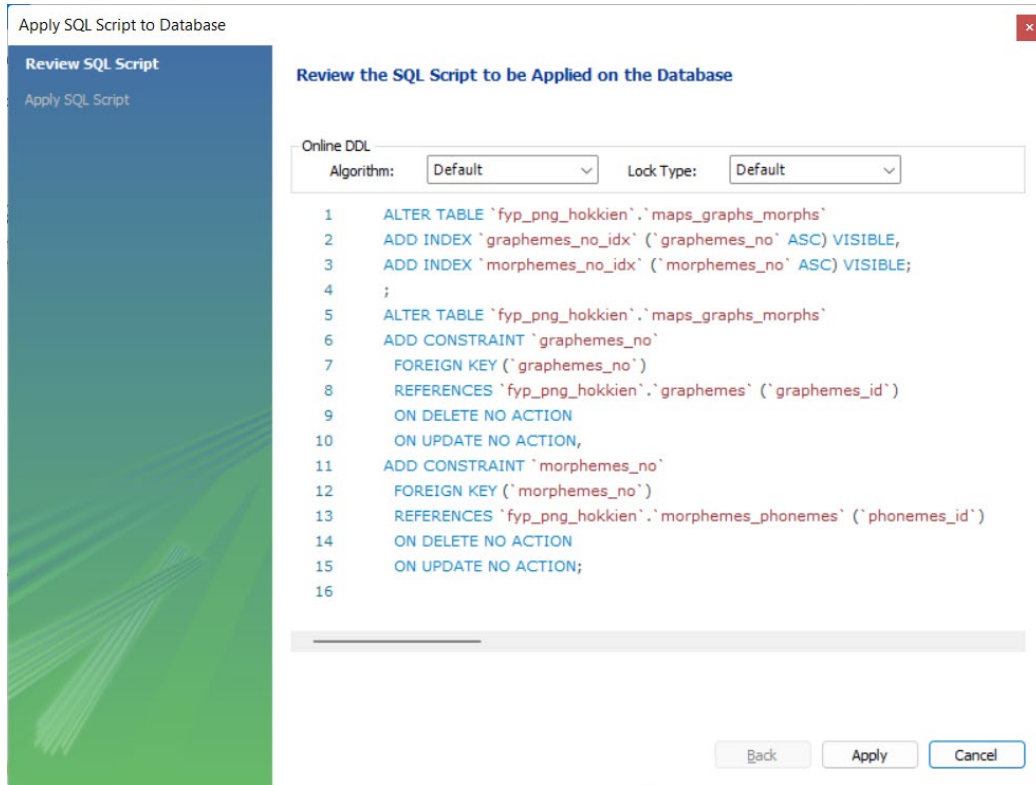 Apply SQL Script to Database
Review SQL Script
Apply SQL Script
Review the SQL Script to be Applied on the Database
Online DDL
Algorithm: Default Lock Type: Default
1 ALTER TABLE `fyp_png_hokkien`.`maps_graphs_morphs`
2 ADD INDEX `graphemes_no_idx` (`graphemes_no` ASC) VISIBLE,
3 ADD INDEX `morphemes_no_idx` (`morphemes_no` ASC) VISIBLE;
4 ;
5 ALTER TABLE `fyp_png_hokkien`.`maps_graphs_morphs`
6 ADD CONSTRAINT `graphemes_no`
7 FOREIGN KEY (`graphemes_no`)
8 REFERENCES `fyp_png_hokkien`.`graphemes` (`graphemes_id`)
9 ON DELETE NO ACTION
10 ON UPDATE NO ACTION,
11 ADD CONSTRAINT `morphemes_no`
12 FOREIGN KEY (`morphemes_no`)
13 REFERENCES `fyp_png_hokkien`.`morphemes_phonemes` (`phonemes_id`)
14 ON DELETE NO ACTION
15 ON UPDATE NO ACTION;
16
Back Apply Cancel